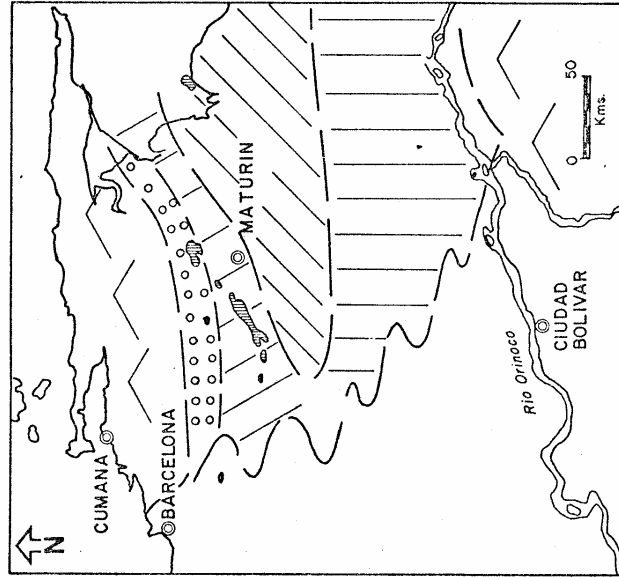 CUMANA
BARCELONA
MATURIN
Rio Orinoco
CIUDAD
BOLIVAR
0 50
Kms.
N